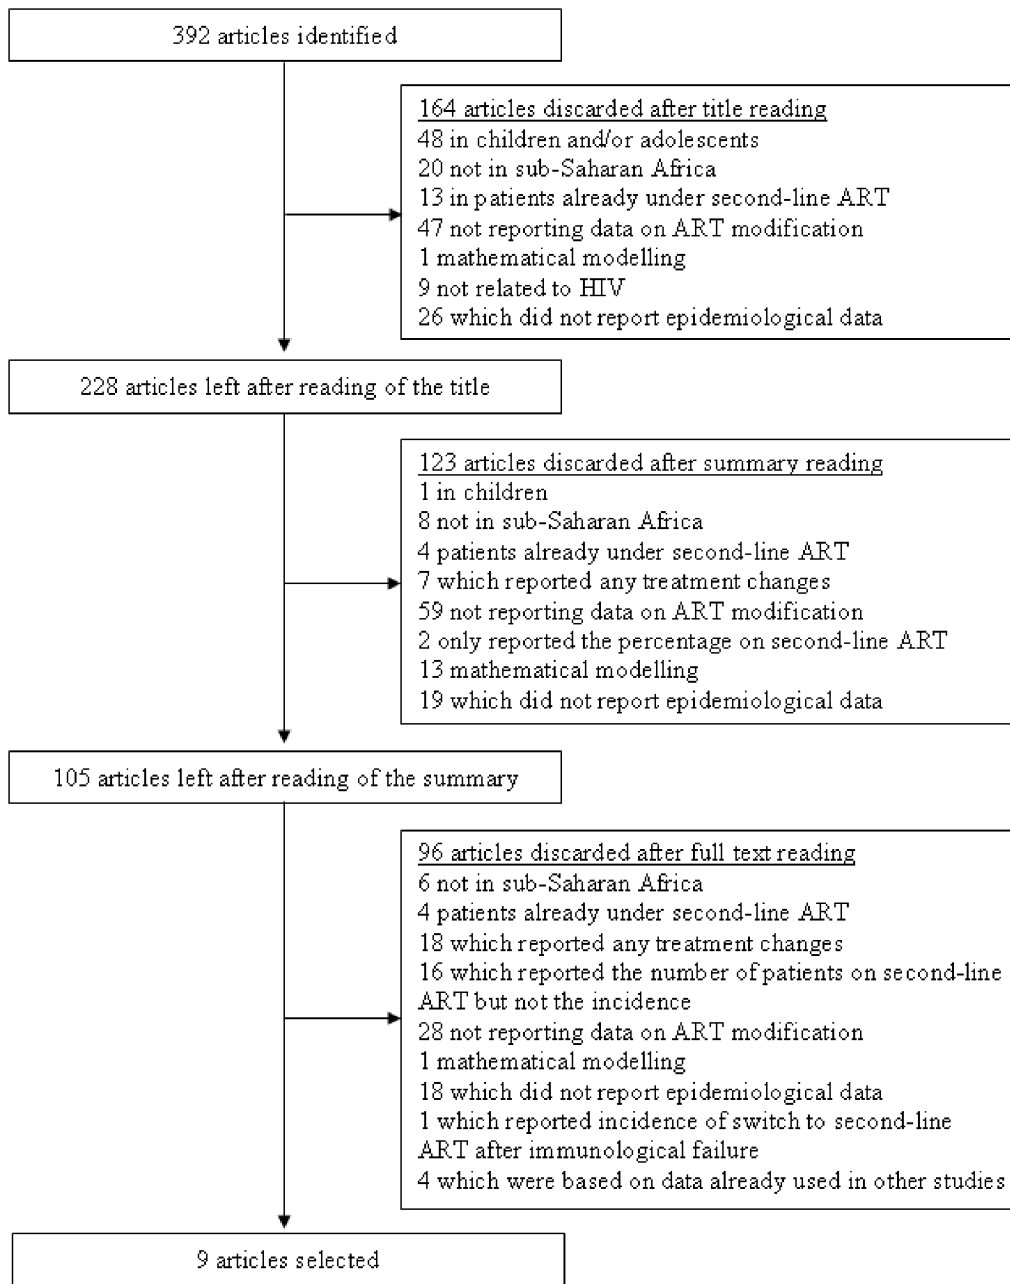 392 articles identified
164 articles discarded after title reading
48 in children and/or adolescents
20 not in sub-Saharan Africa
13 in patients already under second-line ART
47 not reporting data on ART modification
1 mathematical modelling
9 not related to HIV
26 which did not report epidemiological data
228 articles left after reading of the title
123 articles discarded after summary reading
1 in children
8 not in sub-Saharan Africa
4 patients already under second-line ART
7 which reported any treatment changes
59 not reporting data on ART modification
2 only reported the percentage on second-line ART
13 mathematical modelling
19 which did not report epidemiological data
105 articles left after reading of the summary
96 articles discarded after full text reading
6 not in sub-Saharan Africa
4 patients already under second-line ART
18 which reported any treatment changes
16 which reported the number of patients on second-line
ART but not the incidence
28 not reporting data on ART modification
1 mathematical modelling
18 which did not report epidemiological data
1 which reported incidence of switch to second-line
ART after immunological failure
4 which were based on data already used in other studies
9 articles selected